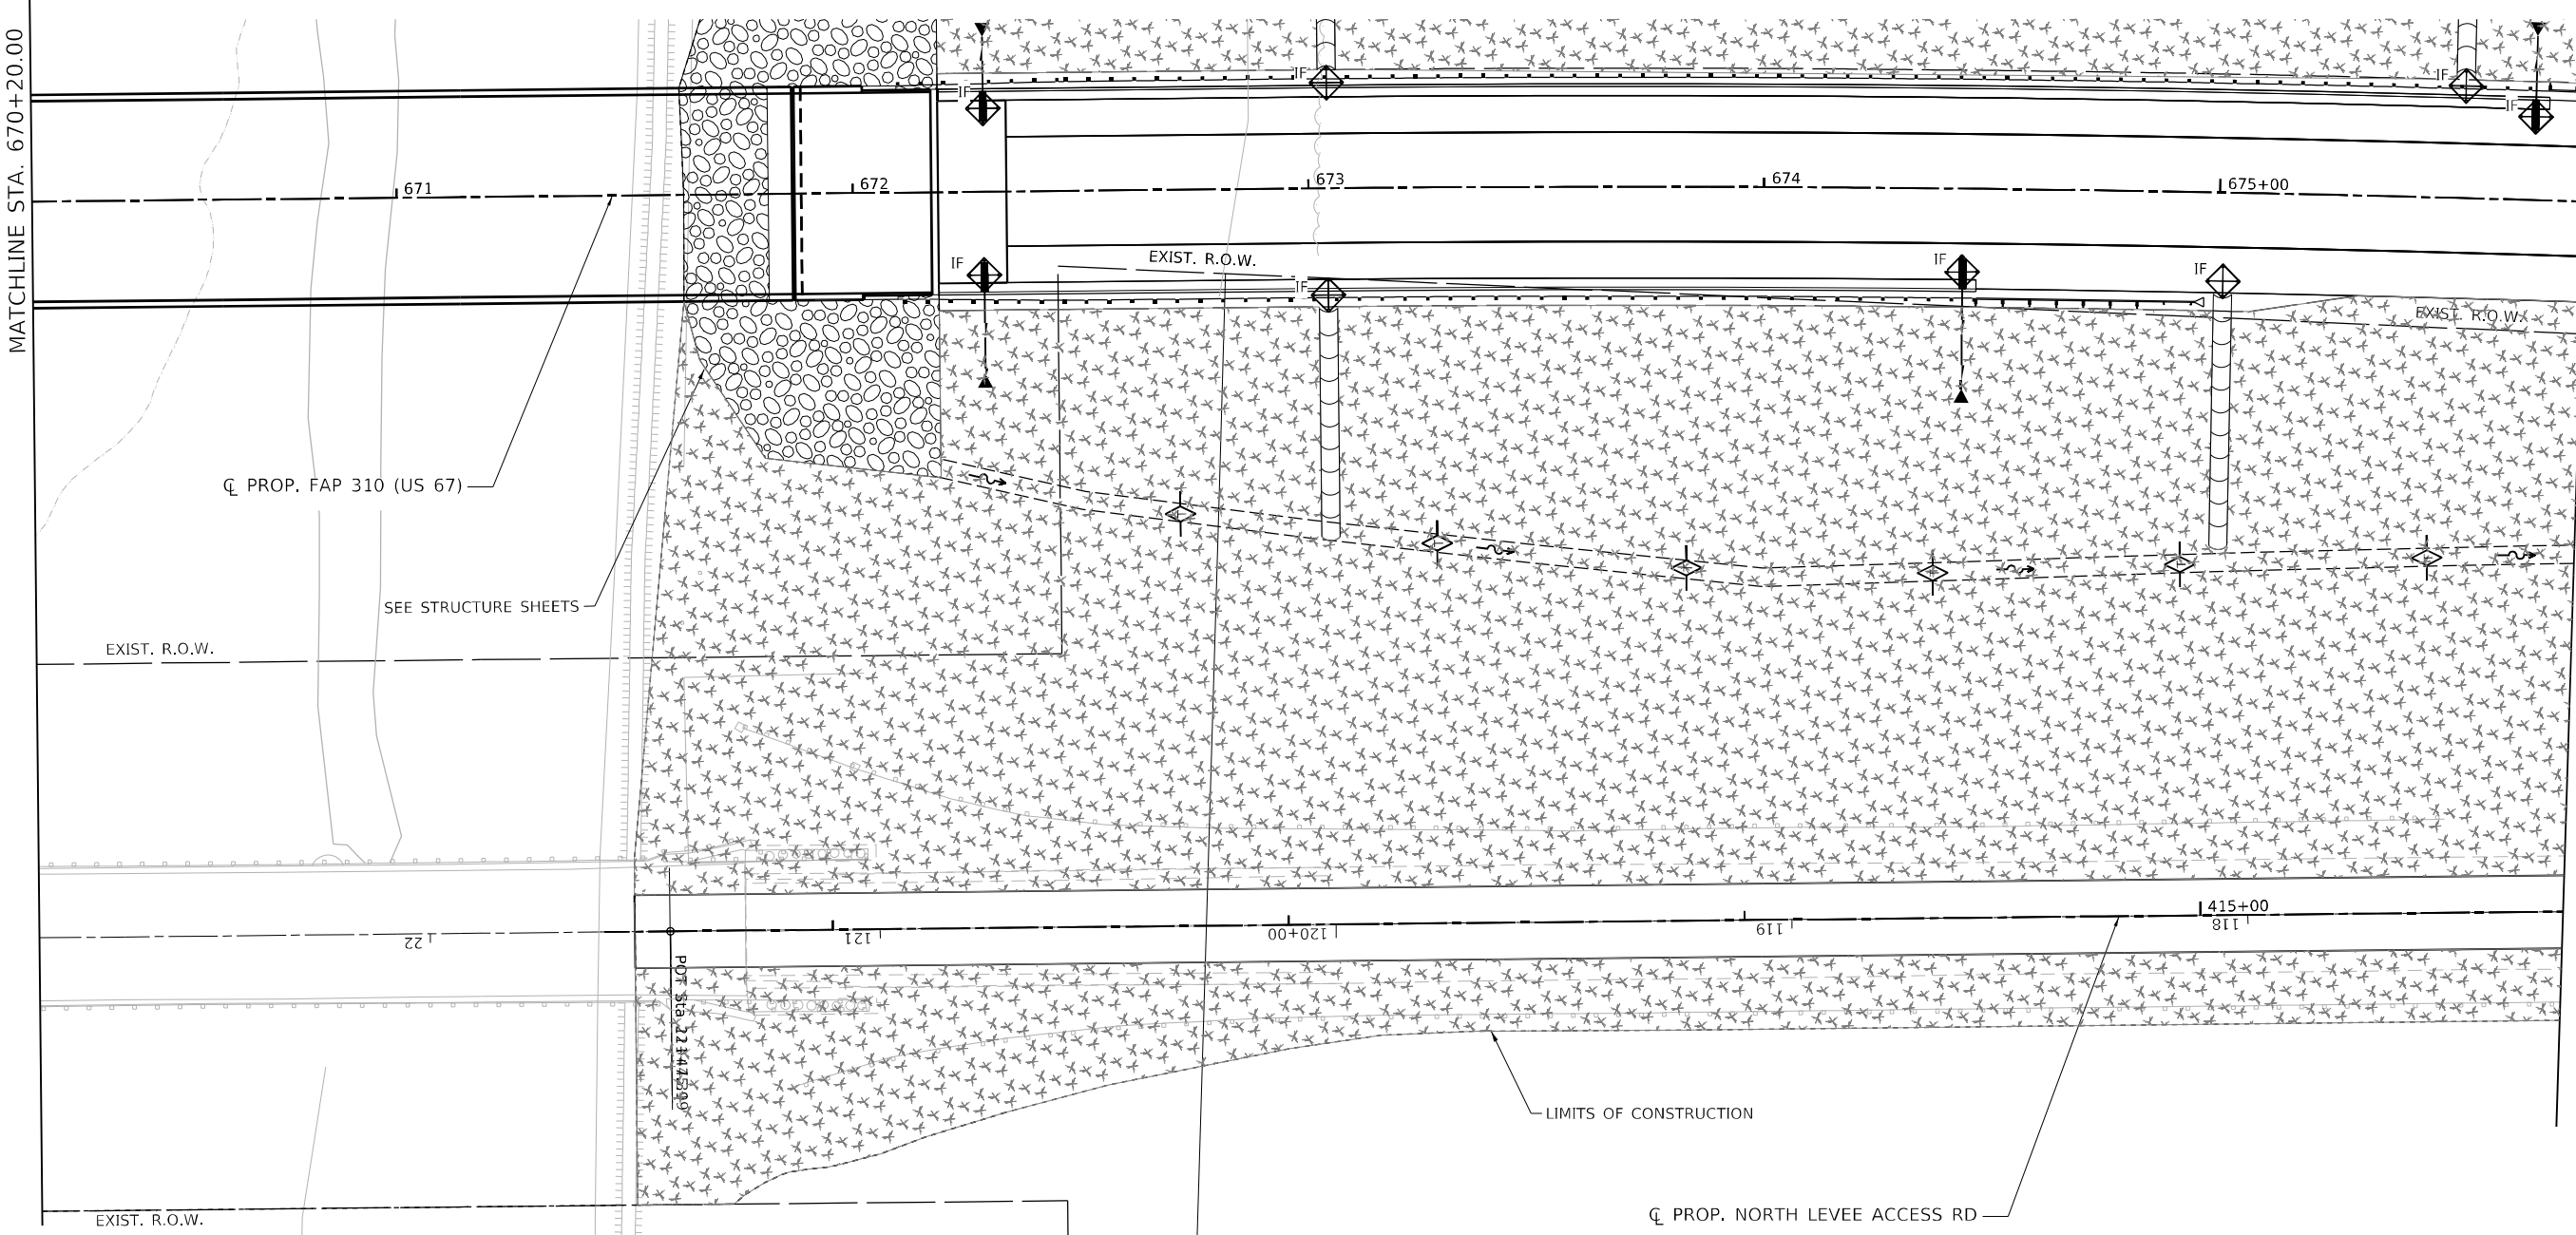 MATCHLINE STA. 670+20.00
IF
IF
IF
IF
671
672
673
674
675+00
EXIST. R.O.W.
IF
IF
IF
IF
EXIST. R.O.W.
℄ PROP. FAP 310 (US 67)
SEE STRUCTURE SHEETS
EXIST. R.O.W.
415+00
22
121
120+00
119
118
POT Sta
LIMITS OF CONSTRUCTION
℄ PROP. NORTH LEVEE ACCESS RD
EXIST. R.O.W.